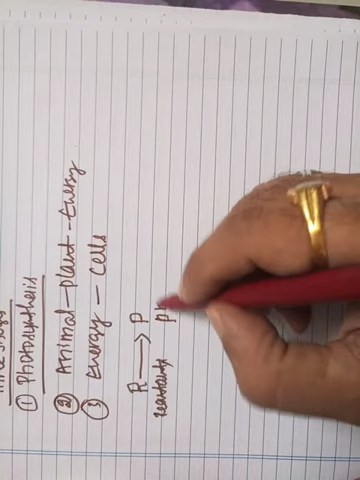 ① Photosynthesis
② Animal - plant - Energy
③ Energy - cells
R → P
reactants